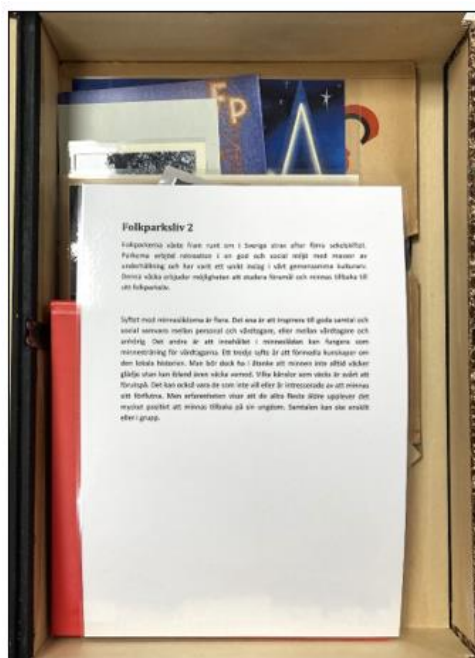 FP
Folkparksliv 2
Folkparkerna växte fram runt om i Sverige strax efter förra sekelskiftet.
Parkerna erbjöd rekreation i en god och social miljö med massor av
underhållning och har varit ett unikt inslag i vårt gemensamma kulturarv.
Denna väska erbjuder möjligheten att studera föremål och minnas tillbaka till
ett folkparksliv.
Syftet med minneslådorna är flera. Det ena är att inspirera till goda samtal och
social samvaro mellan personal och vårdtagare, eller mellan vårdtagare och
anhörig. Det andra är att innehållet i minneslådan kan fungera som
minnesträning för vårdtagarna. Ett tredje syfte är att förmedla kunskaper om
den lokala historien. Man bör dock ha i åtanke att minnen inte alltid väcker
glädje utan kan ibland även väcka vemod. Vilka känslor som väcks är svårt att
förutspå. Det kan också vara de som inte vill eller är intresserade av att minnas
sitt förflutna. Men erfarenheten visar att de allra flesta äldre upplever det
mycket positivt att minnas tillbaka på sin ungdom. Samtalen kan ske enskilt
eller i grupp.